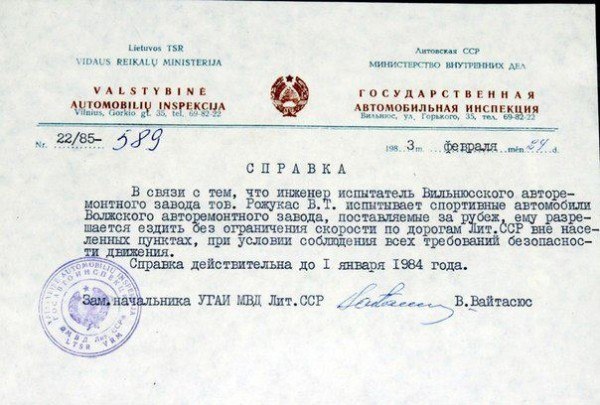 Lietuvos TSR
VIDAUS REIKALŲ MINISTERIJA
VALSTYBINĖ
AUTOMOBILIŲ INSPEKCIJA
Vilnius, Gorkio gt. 35, tel. 69-82-22
Литовская ССР
МИНИСТЕРСТВО ВНУТРЕННИХ ДЕЛ
ГОСУДАРСТВЕННАЯ
АВТОМОБИЛЬНАЯ ИНСПЕКЦИЯ
Вильнюс, ул. Горького, 35, тел. 69-82-22
Nr. 22/85- 589
198 3 m. февраля mėn. 24 d.
СПРАВКА
В связи с тем, что инженер испытатель Вильнюсского авторе-
монтного завода тов. Рожукас В.Т. испытывает спортивные автомобили
Волжского авторемонтного завода, поставляемые за рубеж, ему разре-
шается ездить без ограничения скорости по дорогам Лит.ССР вне насе-
ленных пунктах, при условии соблюдения всех требований безопаснос-
ти движения.
Справка действительна до I января 1984 года.
Зам.начальника УГАИ МВД Лит.ССР
В.Вайтасюс